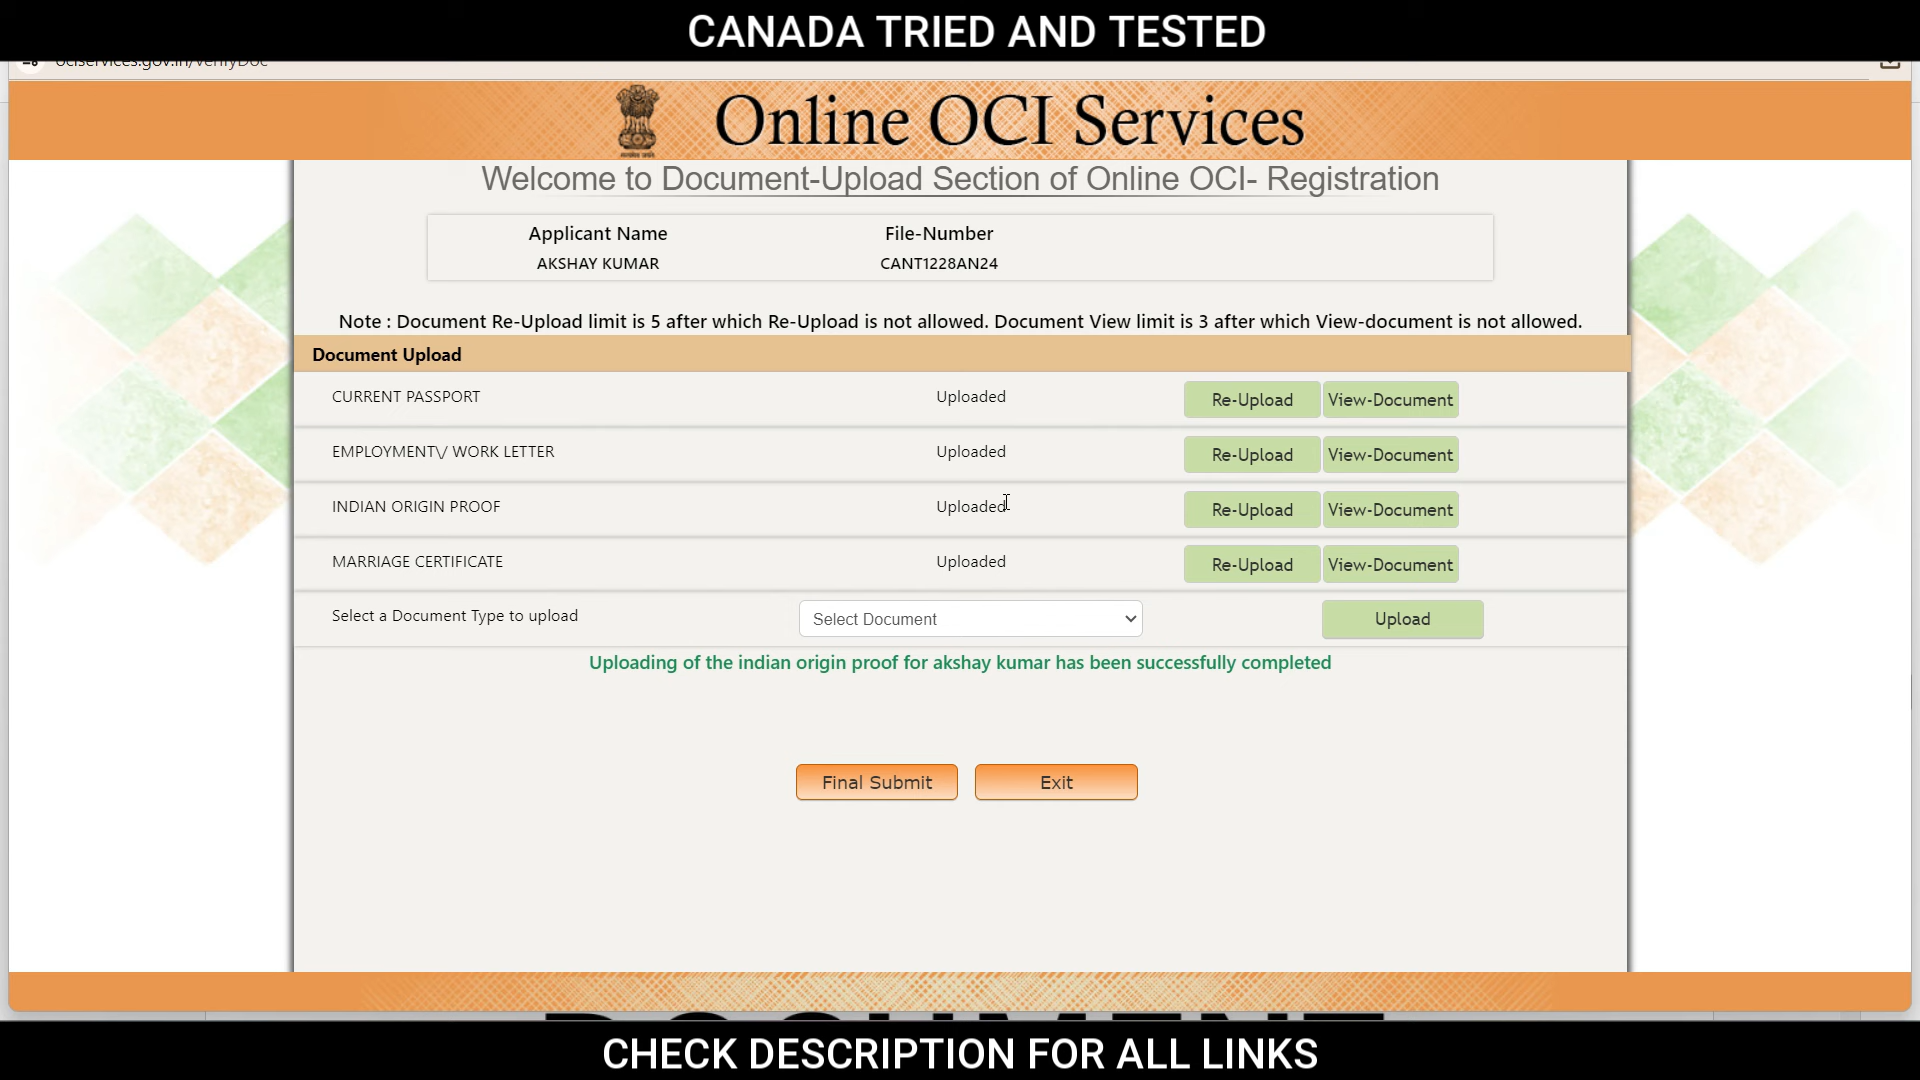 CANADA TRIED AND TESTED
ociservices.gov.in/verifyDoc
Online OCI Services
Welcome to Document-Upload Section of Online OCI- Registration
Applicant Name File-Number
AKSHAY KUMAR CANT1228AN24
Note : Document Re-Upload limit is 5 after which Re-Upload is not allowed. Document View limit is 3 after which View-document is not allowed.
Document Upload
CURRENT PASSPORT Uploaded Re-Upload View-Document
EMPLOYMENT\/ WORK LETTER Uploaded Re-Upload View-Document
INDIAN ORIGIN PROOF Uploaded Re-Upload View-Document
MARRIAGE CERTIFICATE Uploaded Re-Upload View-Document
Select a Document Type to upload Select Document Upload
Uploading of the indian origin proof for akshay kumar has been successfully completed
Final Submit Exit
CHECK DESCRIPTION FOR ALL LINKS